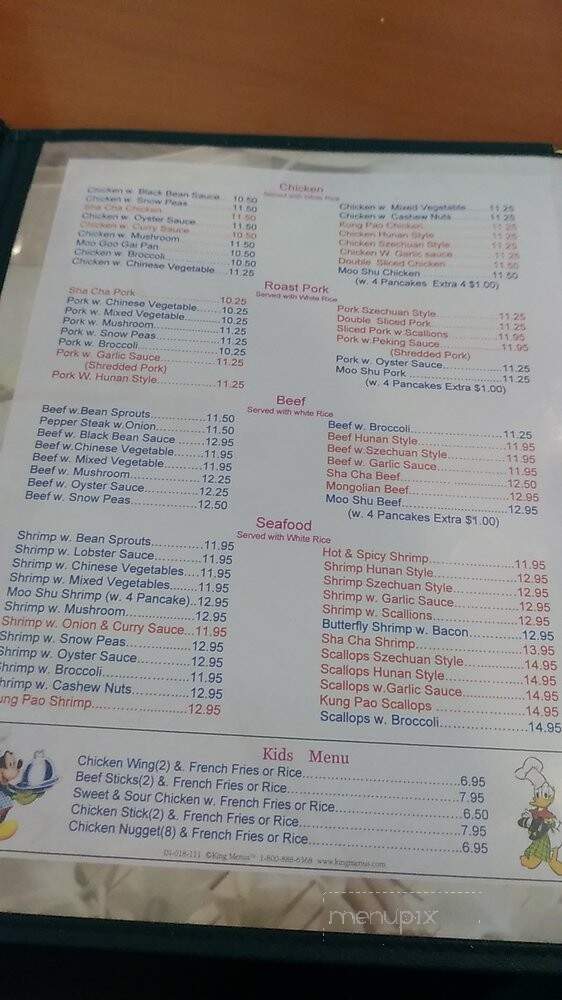 Chicken
Served with White Rice
Chicken w. Black Bean Sauce....10.50
Chicken w. Snow Peas..........11.50
Sha Cha Chicken..........11.50
Chicken w. Oyster Sauce..........11.50
Chicken w. Curry Sauce..........10.50
Chicken w. Mushroom..........11.50
Moo Goo Gai Pan..........10.50
Chicken w. Broccoli..........10.50
Chicken w. Chinese Vegetable....11.25
Chicken w. Mixed Vegetable........11.25
Chicken w. Cashew Nuts..........11.25
Kung Pao Chicken..........11.25
Chicken Hunan Style..........11.25
Chicken Szechuan Style..........11.25
Chicken W. Garlic sauce..........11.25
Double Sliced Chicken..........11.50
Moo Shu Chicken..........11.50
(w. 4 Pancakes Extra 4 $1.00)
Roast Pork
Served with White Rice
Sha Cha Pork..........10.25
Pork w. Chinese Vegetable........10.25
Pork w. Mixed Vegetable..........10.25
Pork w. Mushroom..........11.25
Pork w. Snow Peas..........11.25
Pork w. Broccoli..........10.25
Pork w. Garlic Sauce..........11.25
(Shredded Pork)
Pork W. Hunan Style..........11.25
Pork Szechuan Style..........11.25
Double Sliced Pork..........11.25
Sliced Pork w.Scallions..........11.95
Pork w.Peking Sauce..........11.95
(Shredded Pork)
Pork w. Oyster Sauce..........11.25
Moo Shu Pork..........11.25
(w. 4 Pancakes Extra $1.00)
Beef
Served with white Rice
Beef w.Bean Sprouts..........11.50
Pepper Steak w.Onion..........11.50
Beef w. Black Bean Sauce........12.95
Beef w.Chinese Vegetable........11.95
Beef w. Mixed Vegetable..........11.95
Beef w. Mushroom..........12.25
Beef w. Oyster Sauce..........12.25
Beef w. Snow Peas..........12.50
Beef w. Broccoli..........11.25
Beef Hunan Style..........11.95
Beef w.Szechuan Style..........11.95
Beef w. Garlic Sauce..........11.95
Sha Cha Beef..........12.50
Mongolian Beef..........12.95
Moo Shu Beef..........12.95
(w. 4 Pancakes Extra $1.00)
Seafood
Served with White Rice
Shrimp w. Bean Sprouts..........11.95
Shrimp w. Lobster Sauce..........11.95
Shrimp w. Chinese Vegetables....11.95
Shrimp w. Mixed Vegetables........11.95
Moo Shu Shrimp (w. 4 Pancake)..12.95
Shrimp w. Mushroom..........12.95
Shrimp w. Onion & Curry Sauce...11.95
Shrimp w. Snow Peas..........12.95
Shrimp w. Oyster Sauce..........12.95
hrimp w. Broccoli..........11.95
hrimp w. Cashew Nuts..........12.95
ung Pao Shrimp..........12.95
Hot & Spicy Shrimp..........11.95
Shrimp Hunan Style..........12.95
Shrimp Szechuan Style..........12.95
Shrimp w. Garlic Sauce..........12.95
Shrimp w. Scallions..........12.95
Butterfly Shrimp w. Bacon..........12.95
Sha Cha Shrimp..........13.95
Scallops Szechuan Style..........14.95
Scallops Hunan Style..........14.95
Scallops w.Garlic Sauce..........14.95
Kung Pao Scallops..........14.95
Scallops w. Broccoli..........14.95
Kids Menu
Chicken Wing(2) &. French Fries or Rice..........6.95
Beef Sticks(2) &. French Fries or Rice..........7.95
Sweet & Sour Chicken w. French Fries or Rice..........6.50
Chicken Stick(2) &. French Fries or Rice..........7.95
Chicken Nugget(8) & French Fries or Rice..........6.95
01-018-111 ©King Menus™ 1-800-888-6368 www.kingmenus.com
menupix